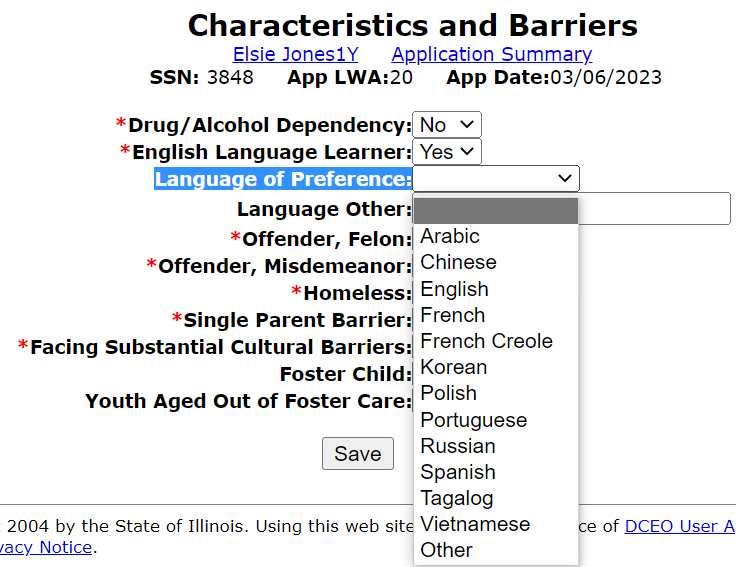 Characteristics and Barriers
Elsie Jones1Y Application Summary
SSN: 3848 App LWA:20 App Date:03/06/2023
*Drug/Alcohol Dependency: No
*English Language Learner: Yes
Language of Preference:
Language Other:
*Offender, Felon:
*Offender, Misdemeanor:
*Homeless:
*Single Parent Barrier:
*Facing Substantial Cultural Barriers:
Foster Child:
Youth Aged Out of Foster Care:
Arabic
Chinese
English
French
French Creole
Korean
Polish
Portuguese
Russian
Spanish
Tagalog
Vietnamese
Other
Save
2004 by the State of Illinois. Using this web site ce of DCEO User A
vacy Notice.